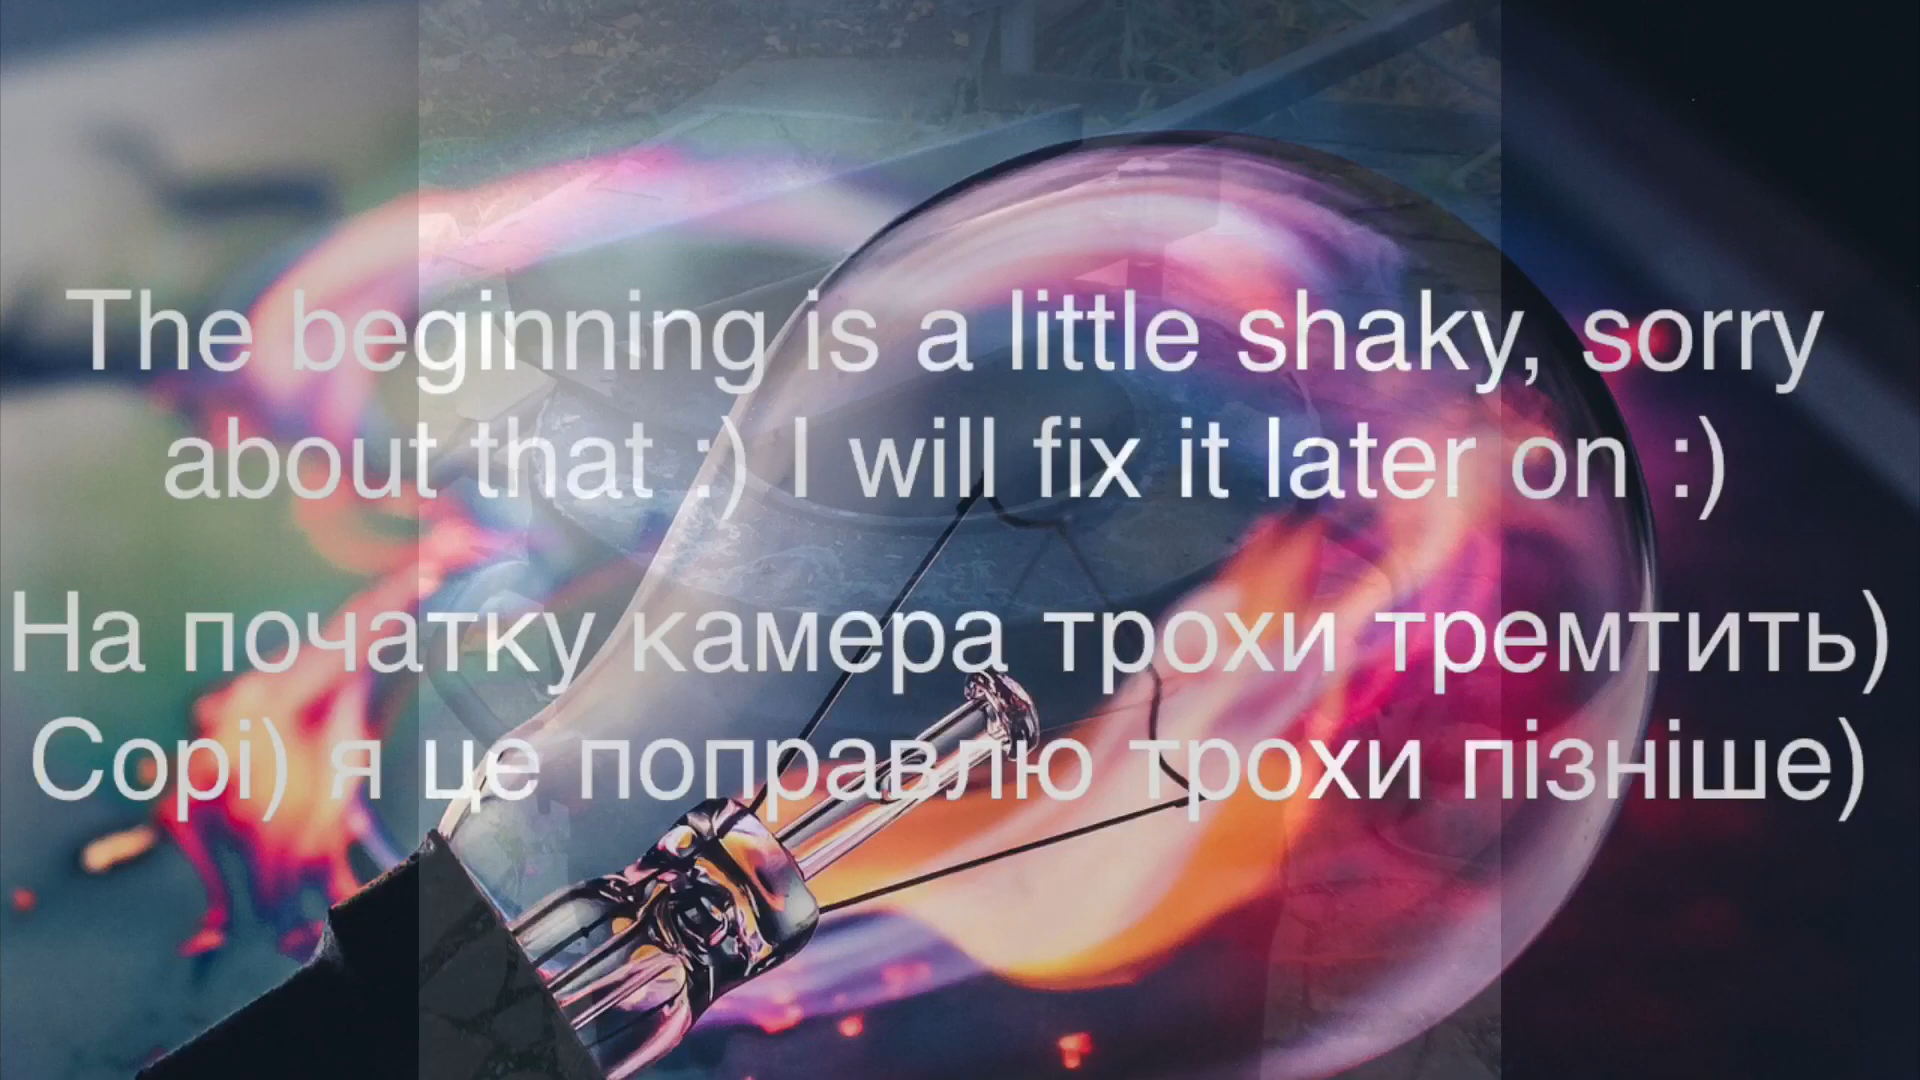 The beginning is a little shaky, sorry
about that :) I will fix it later on :)
На початку камера трохи тремтить)
Сорі) я це поправлю трохи пізніше)